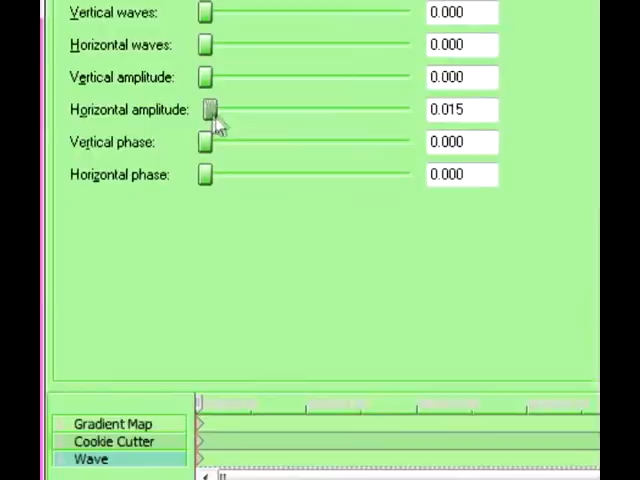 Vertical waves: 0.000
Horizontal waves: 0.000
Vertical amplitude: 0.000
Horizontal amplitude: 0.015
Vertical phase: 0.000
Horizontal phase: 0.000
Gradient Map
Cookie Cutter
Wave